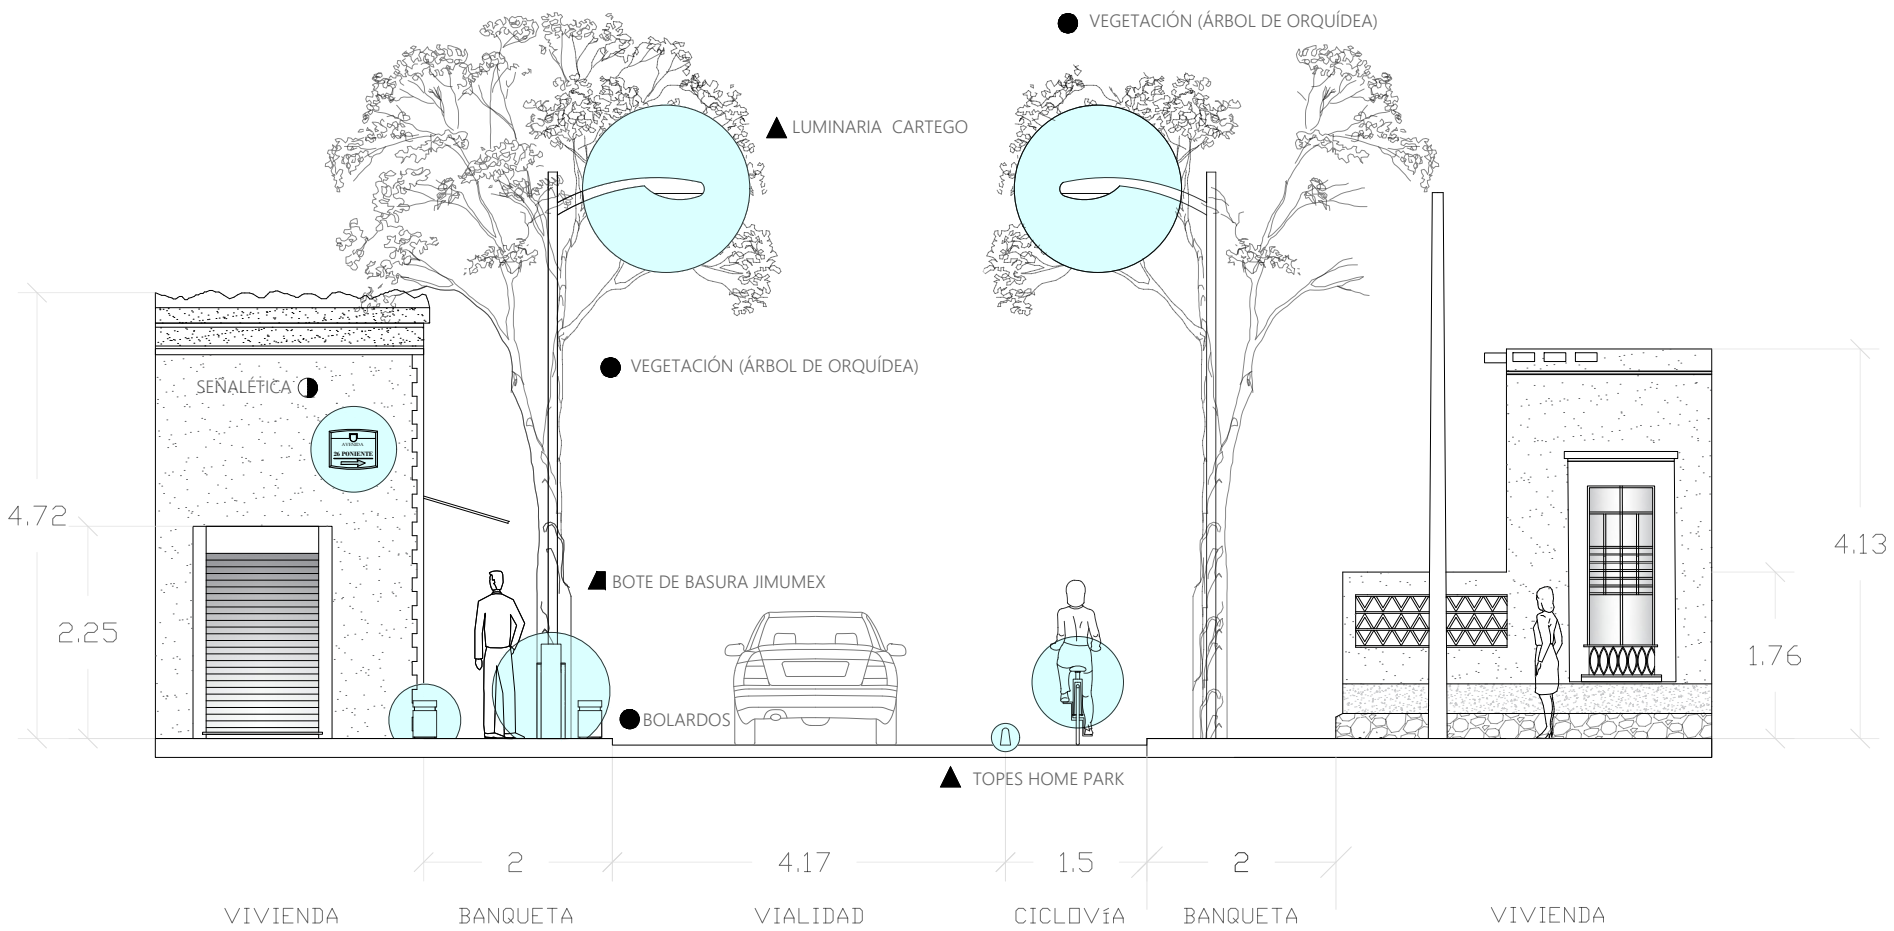 VEGETACIÓN (ÁRBOL DE ORQUÍDEA)
LUMINARIA CARTEGO
VEGETACIÓN (ÁRBOL DE ORQUÍDEA)
SEÑALÉTICA
AVENIDA
26 PONIENTE
4.72
4.13
BOTE DE BASURA JIMUMEX
2.25
1.76
BOLARDOS
TOPES HOME PARK
2
4.17
1.5
2
VIVIENDA
BANQUETA
VIALIDAD
CICLOVíA
BANQUETA
VIVIENDA